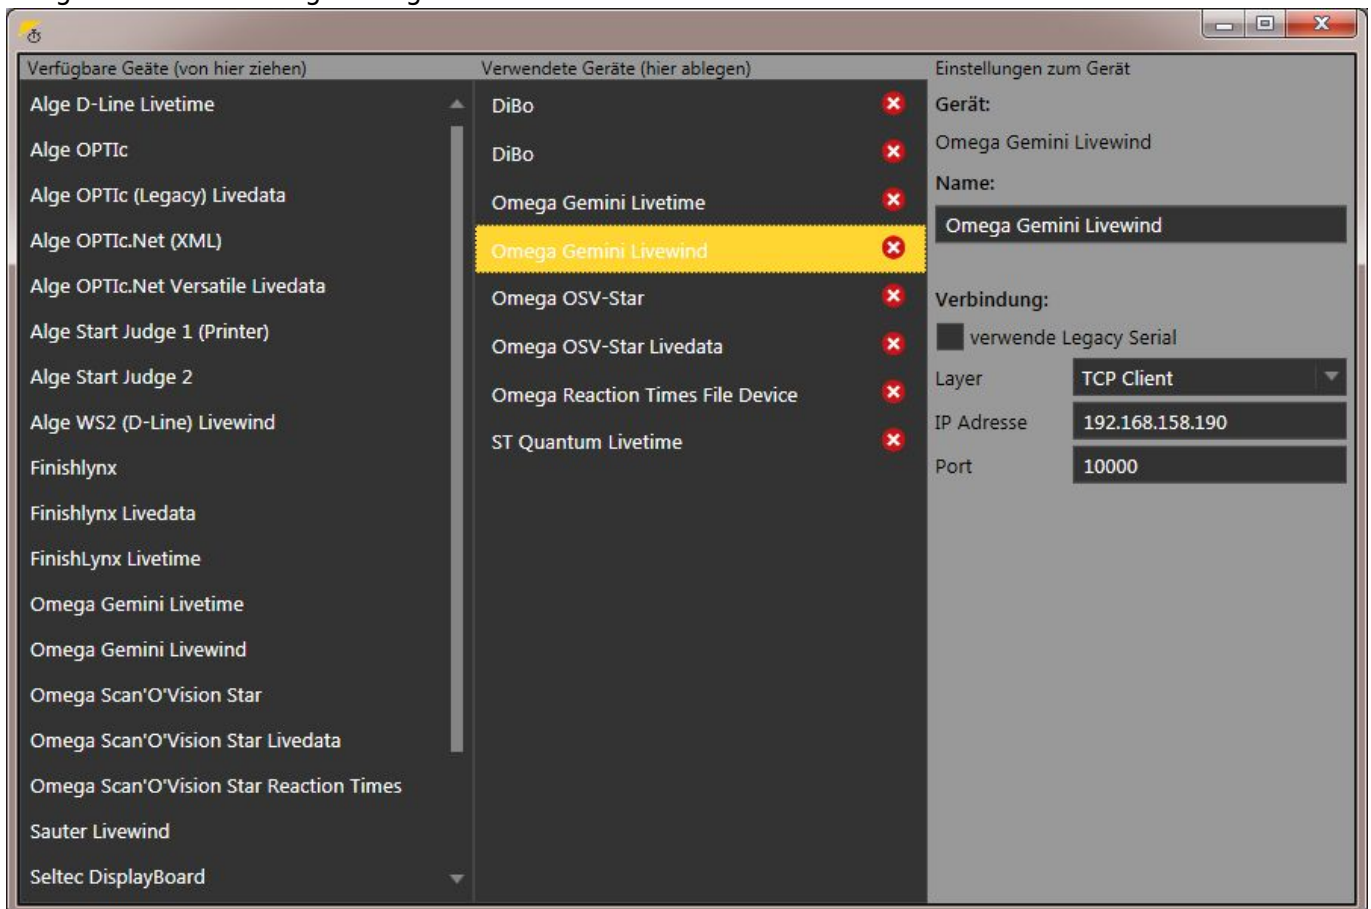 Verfügbare Geäte (von hier ziehen)
Alge D-Line Livetime
Alge OPTIc
Alge OPTIc (Legacy) Livedata
Alge OPTIc.Net (XML)
Alge OPTIc.Net Versatile Livedata
Alge Start Judge 1 (Printer)
Alge Start Judge 2
Alge WS2 (D-Line) Livewind
Finishlynx
Finishlynx Livedata
FinishLynx Livetime
Omega Gemini Livetime
Omega Gemini Livewind
Omega Scan'O'Vision Star
Omega Scan'O'Vision Star Livedata
Omega Scan'O'Vision Star Reaction Times
Sauter Livewind
Seltec DisplayBoard
Verwendete Geräte (hier ablegen)
DiBo
DiBo
Omega Gemini Livetime
Omega Gemini Livewind
Omega OSV-Star
Omega OSV-Star Livedata
Omega Reaction Times File Device
ST Quantum Livetime
Einstellungen zum Gerät
Gerät:
Omega Gemini Livewind
Name:
Omega Gemini Livewind
Verbindung:
verwende Legacy Serial
Layer TCP Client
IP Adresse 192.168.158.190
Port 10000